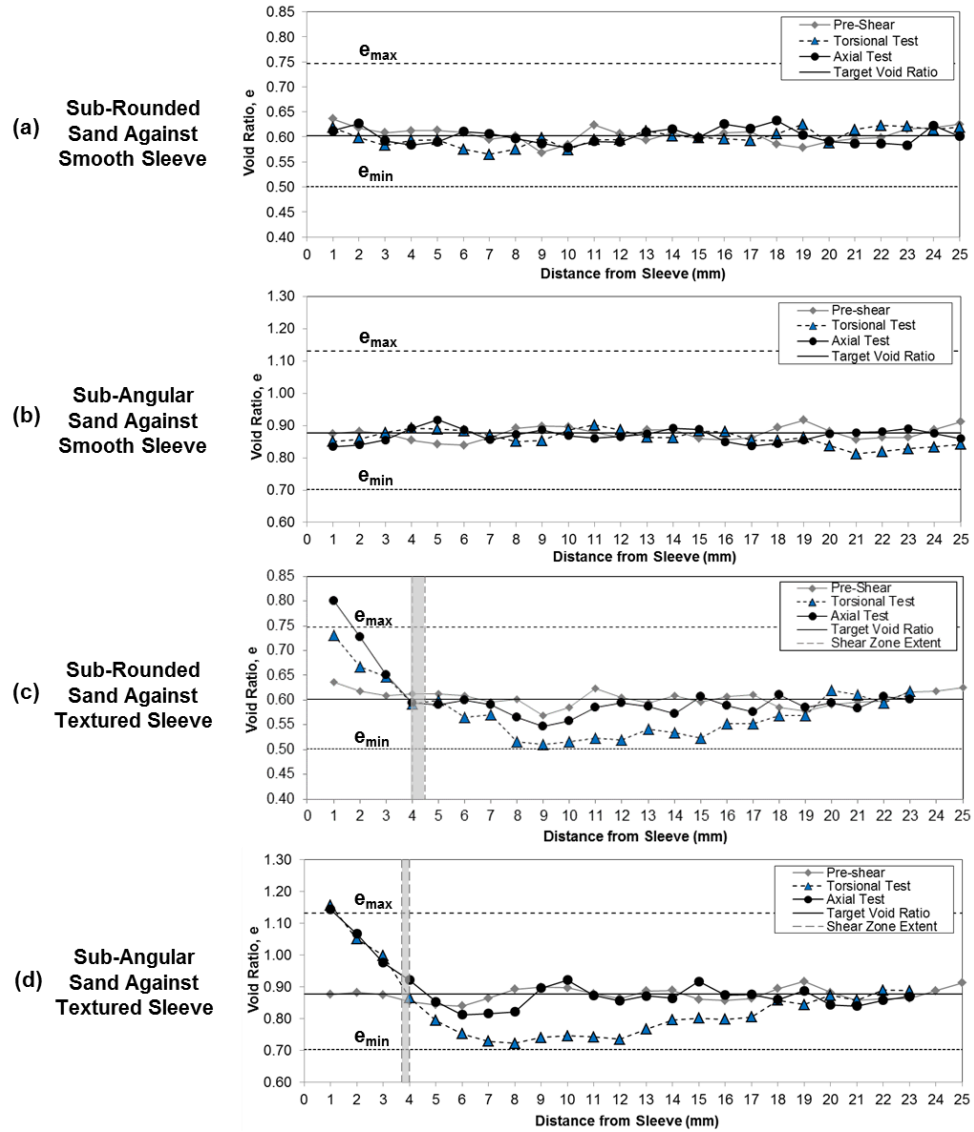 (a)
Sub-Rounded
Sand Against
Smooth Sleeve
Void Ratio, e
0.85
0.80
0.75
0.70
0.65
0.60
0.55
0.50
0.45
0.40
emax
emin
Pre-Shear
Torsional Test
Axial Test
Target Void Ratio
0 1 2 3 4 5 6 7 8 9 10 11 12 13 14 15 16 17 18 19 20 21 22 23 24 25
Distance from Sleeve (mm)
(b)
Sub-Angular
Sand Against
Smooth Sleeve
Void Ratio, e
1.30
1.20
1.10
1.00
0.90
0.80
0.70
0.60
emax
emin
Pre-shear
Torsional Test
Axial Test
Target Void Ratio
0 1 2 3 4 5 6 7 8 9 10 11 12 13 14 15 16 17 18 19 20 21 22 23 24 25
Distance from Sleeve (mm)
(c)
Sub-Rounded
Sand Against
Textured Sleeve
Void Ratio, e
0.85
0.80
0.75
0.70
0.65
0.60
0.55
0.50
0.45
0.40
emax
emin
Pre-Shear
Torsional Test
Axial Test
Target Void Ratio
Shear Zone Extent
0 1 2 3 4 5 6 7 8 9 10 11 12 13 14 15 16 17 18 19 20 21 22 23 24 25
Distance from Sleeve (mm)
(d)
Sub-Angular
Sand Against
Textured Sleeve
Void Ratio, e
1.30
1.20
1.10
1.00
0.90
0.80
0.70
0.60
emax
emin
Pre-shear
Torsional Test
Axial Test
Target Void Ratio
Shear Zone Extent
0 1 2 3 4 5 6 7 8 9 10 11 12 13 14 15 16 17 18 19 20 21 22 23 24 25
Distance from Sleeve (mm)